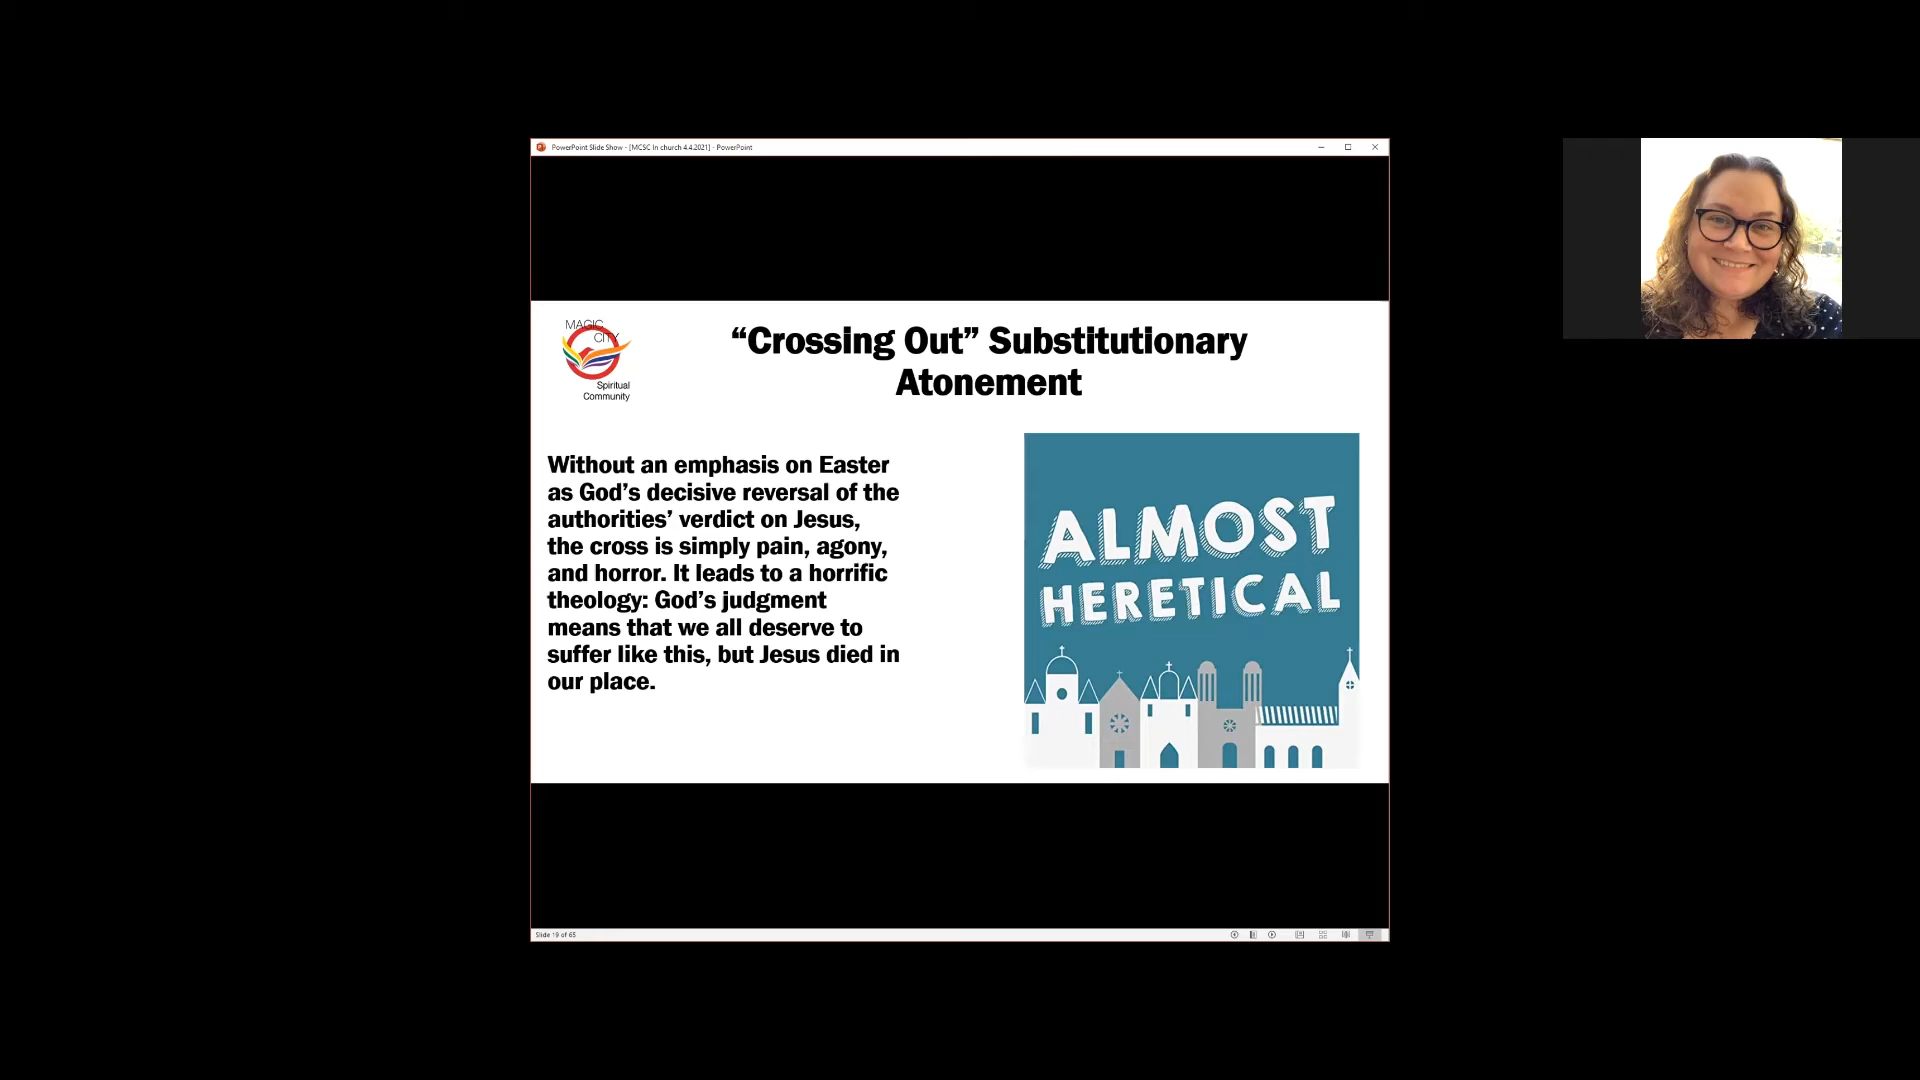 PowerPoint Slide Show - [MCSC In church 4.4.2021] - PowerPoint
MAGIC
CITY
Spiritual
Community
“Crossing Out” Substitutionary
Atonement
Without an emphasis on Easter
as God’s decisive reversal of the
authorities’ verdict on Jesus,
the cross is simply pain, agony,
and horror. It leads to a horrific
theology: God’s judgment
means that we all deserve to
suffer like this, but Jesus died in
our place.
ALMOST
HERETICAL
Slide 19 of 65